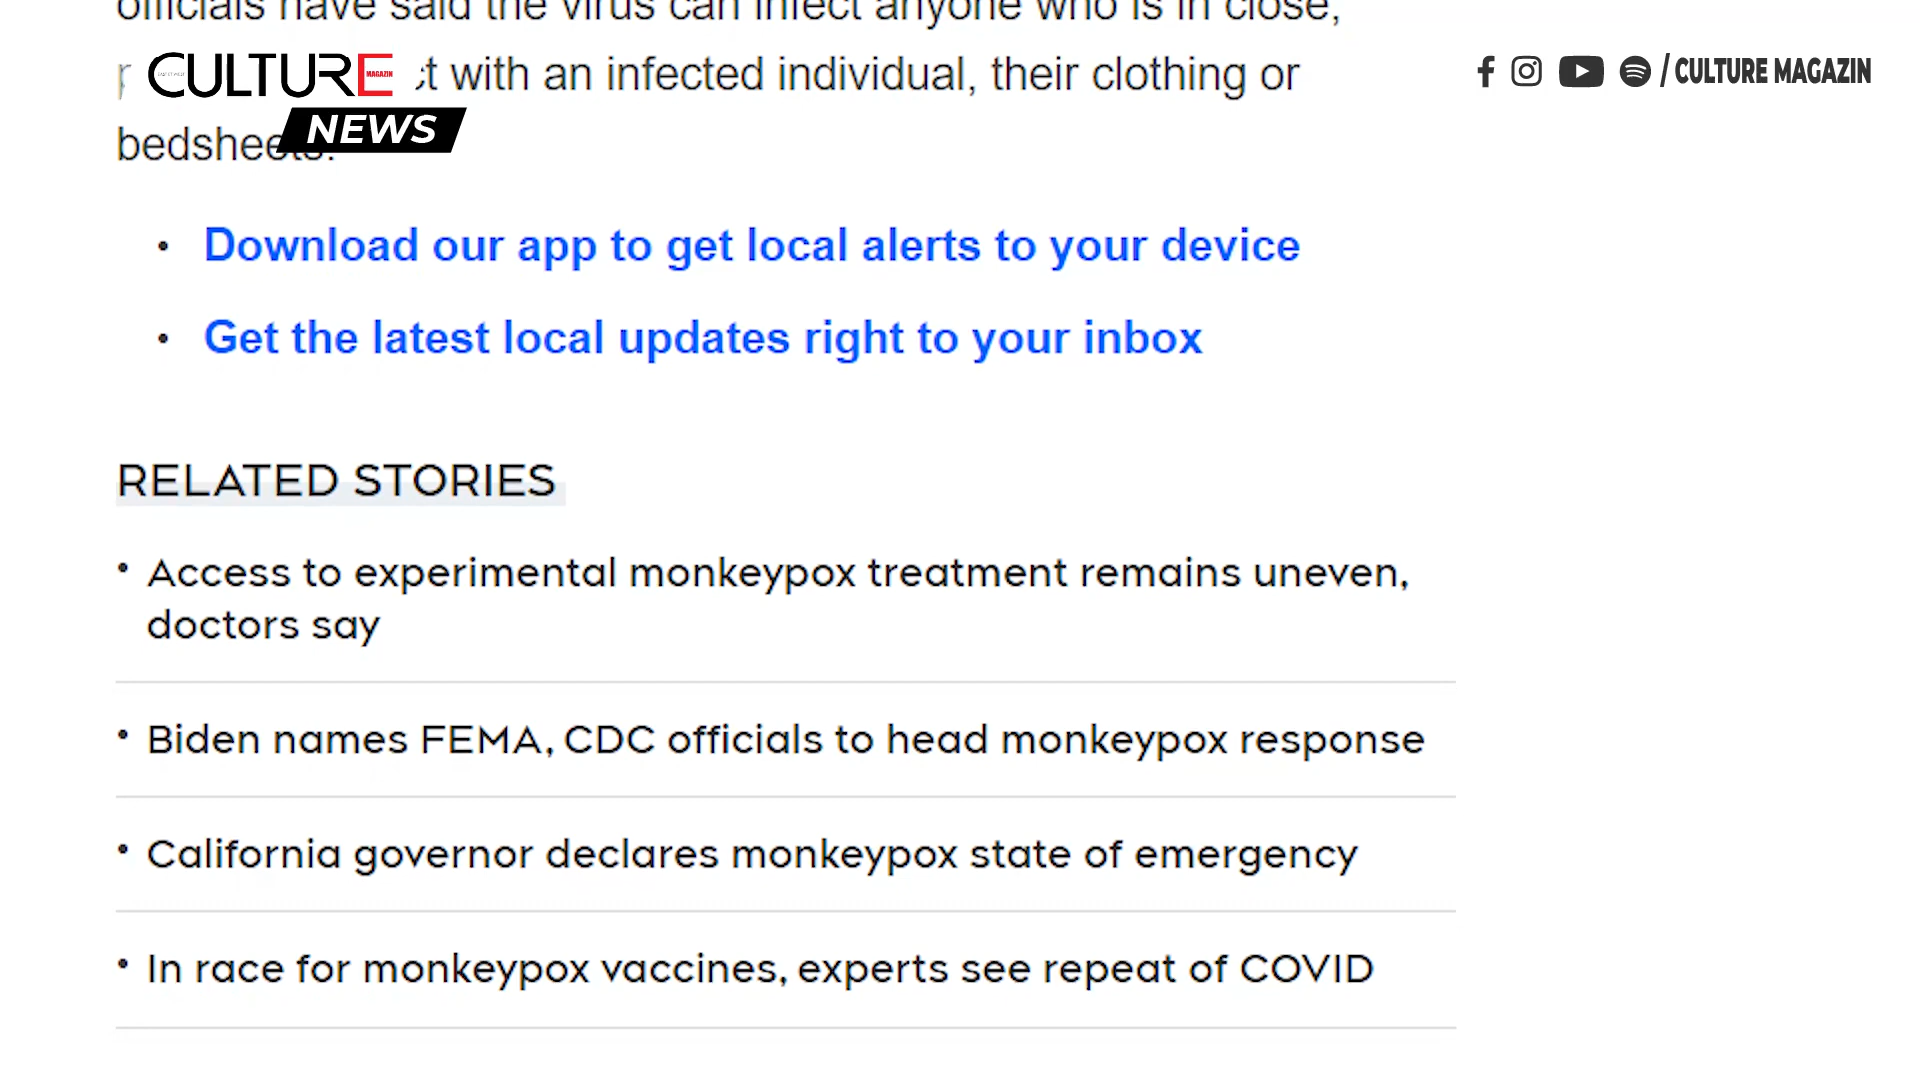 officials have said the virus can infect anyone who is in close,
with an infected individual, their clothing or
bedsheets.
CULTURE
MAGAZIN
NEWS
/ CULTURE MAGAZIN
• Download our app to get local alerts to your device
• Get the latest local updates right to your inbox
RELATED STORIES
• Access to experimental monkeypox treatment remains uneven,
doctors say
• Biden names FEMA, CDC officials to head monkeypox response
• California governor declares monkeypox state of emergency
• In race for monkeypox vaccines, experts see repeat of COVID